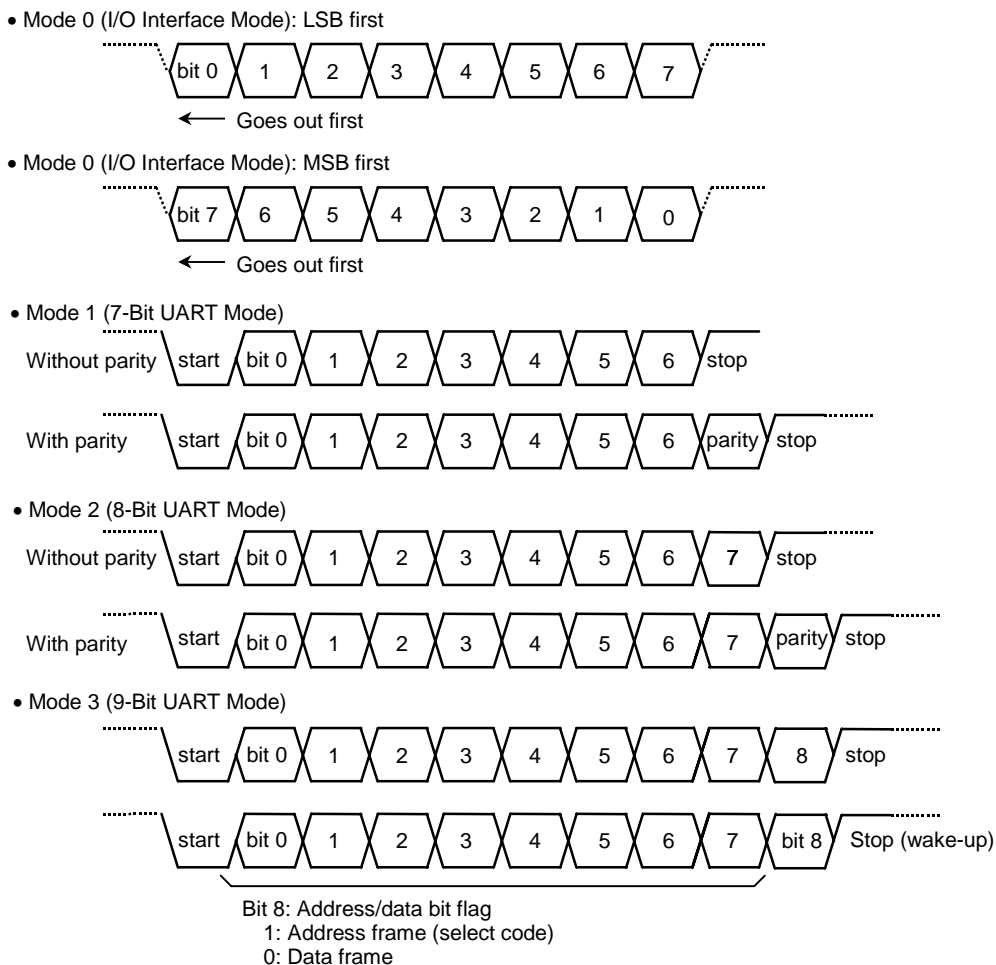 • Mode 0 (I/O Interface Mode): LSB first
bit 0 1 2 3 4 5 6 7
Goes out first
• Mode 0 (I/O Interface Mode): MSB first
bit 7 6 5 4 3 2 1 0
Goes out first
• Mode 1 (7-Bit UART Mode)
Without parity start bit 0 1 2 3 4 5 6 stop
With parity start bit 0 1 2 3 4 5 6 parity stop
• Mode 2 (8-Bit UART Mode)
Without parity start bit 0 1 2 3 4 5 6 7 stop
With parity start bit 0 1 2 3 4 5 6 7 parity stop
• Mode 3 (9-Bit UART Mode)
start bit 0 1 2 3 4 5 6 7 8 stop
start bit 0 1 2 3 4 5 6 7 bit 8 Stop (wake-up)
Bit 8: Address/data bit flag
1: Address frame (select code)
0: Data frame